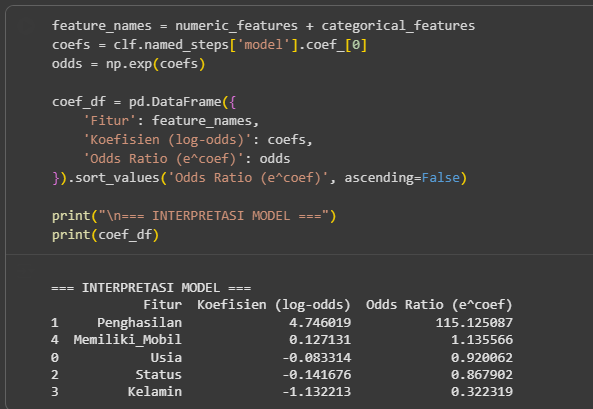 feature_names = numeric_features + categorical_features
coefs = clf.named_steps['model'].coef_[0]
odds = np.exp(coefs)
coef_df = pd.DataFrame({
    'Fitur': feature_names,
    'Koefisien (log-odds)': coefs,
    'Odds Ratio (e^coef)': odds
}).sort_values('Odds Ratio (e^coef)', ascending=False)
print("\n=== INTERPRETASI MODEL ===")
print(coef_df)
=== INTERPRETASI MODEL ===
            Fitur  Koefisien (log-odds)  Odds Ratio (e^coef)
1     Penghasilan              4.746019           115.125087
4  Memiliki_Mobil              0.127131             1.135566
0            Usia             -0.083314             0.920062
2          Status             -0.141676             0.867902
3         Kelamin             -1.132213             0.322319